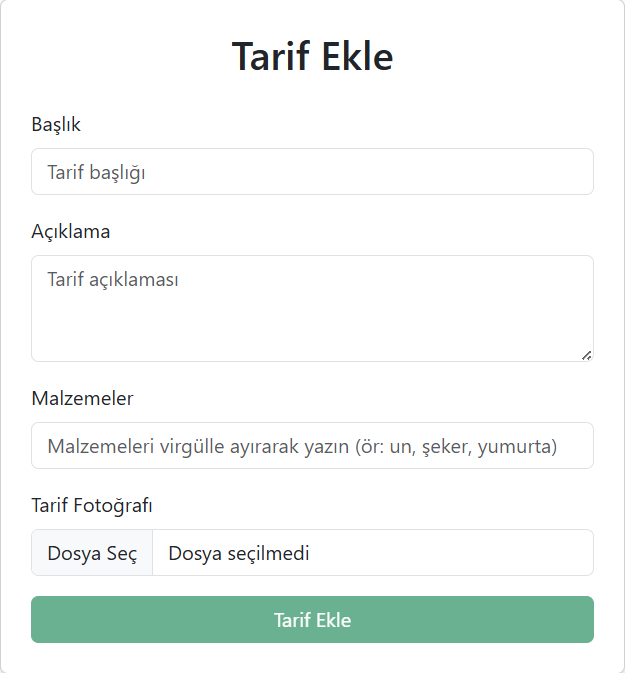 Tarif Ekle
Başlık
Tarif başlığı
Açıklama
Tarif açıklaması
Malzemeler
Malzemeleri virgülle ayırarak yazın (ör: un, şeker, yumurta)
Tarif Fotoğrafı
Dosya Seç Dosya seçilmedi
Tarif Ekle